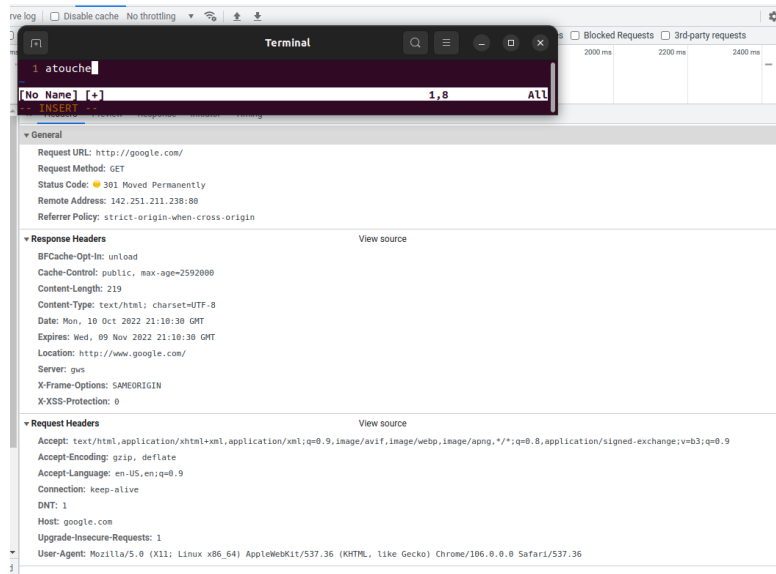 rve log Disable cache No throttling
Terminal
Blocked Requests 3rd-party requests
2000 ms 2200 ms 2400 ms
1 atouche
~
[No Name] [+] 1,8 All
-- INSERT --
General
Request URL: http://google.com/
Request Method: GET
Status Code: 301 Moved Permanently
Remote Address: 142.251.211.238:80
Referrer Policy: strict-origin-when-cross-origin
Response Headers View source
BFCache-Opt-In: unload
Cache-Control: public, max-age=2592000
Content-Length: 219
Content-Type: text/html; charset=UTF-8
Date: Mon, 10 Oct 2022 21:10:30 GMT
Expires: Wed, 09 Nov 2022 21:10:30 GMT
Location: http://www.google.com/
Server: gws
X-Frame-Options: SAMEORIGIN
X-XSS-Protection: 0
Request Headers View source
Accept: text/html,application/xhtml+xml,application/xml;q=0.9,image/avif,image/webp,image/apng,*/*;q=0.8,application/signed-exchange;v=b3;q=0.9
Accept-Encoding: gzip, deflate
Accept-Language: en-US,en;q=0.9
Connection: keep-alive
DNT: 1
Host: google.com
Upgrade-Insecure-Requests: 1
User-Agent: Mozilla/5.0 (X11; Linux x86_64) AppleWebKit/537.36 (KHTML, like Gecko) Chrome/106.0.0.0 Safari/537.36